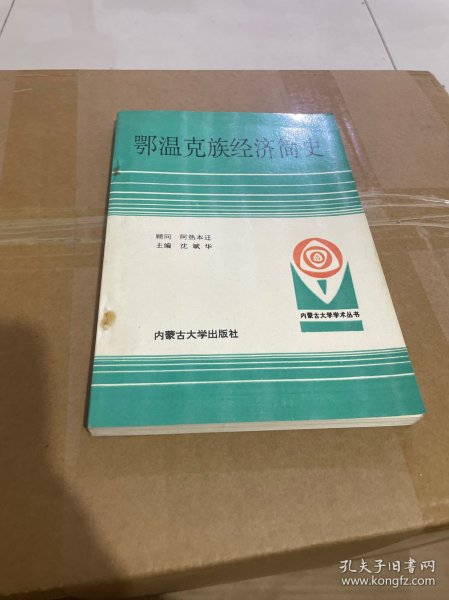 鄂温克族经济简史
顾问 阿热本迁
主编 沈斌华
内蒙古大学学术丛书
内蒙古大学出版社
孔夫子旧书网
www.kongfz.com